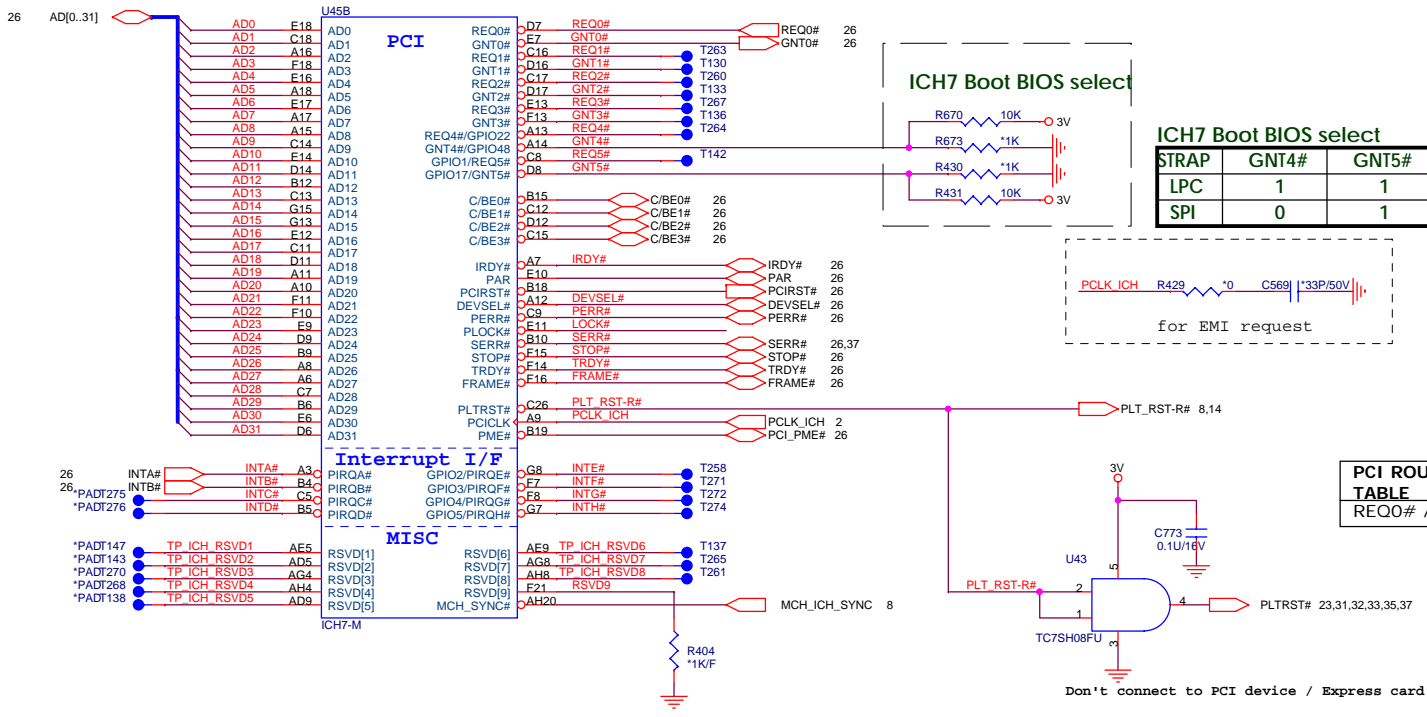 26 AD[0..31]
U45B
PCI
AD0 E18 AD0 REQ0# D7 REQ0# REQ0# 26
AD1 C18 AD1 GNT0# E7 GNT0# GNT0# 26
AD2 A16 AD2 REQ1# C16 REQ1# T263
AD3 F18 AD3 GNT1# D16 GNT1# T130
AD4 E16 AD4 REQ2# C17 REQ2# T260
AD5 A18 AD5 GNT2# D17 GNT2# T133
AD6 E17 AD6 REQ3# E13 REQ3# T267
AD7 A17 AD7 GNT3# F13 GNT3# T136
AD8 A15 AD8 REQ4#/GPIO22 A13 REQ4# T264
AD9 C14 AD9 GNT4#/GPIO48 A14 GNT4#
AD10 E14 AD10 GPIO1/REQ5# C8 REQ5# T142
AD11 D14 AD11 GPIO17/GNT5# D8 GNT5#
AD12 B12 AD12
AD13 C13 AD13 C/BE0# B15 C/BE0# 26
AD14 G15 AD14 C/BE1# C12 C/BE1# 26
AD15 G13 AD15 C/BE2# D12 C/BE2# 26
AD16 E12 AD16 C/BE3# C15 C/BE3# 26
AD17 C11 AD17
AD18 D11 AD18 IRDY# A7 IRDY# IRDY# 26
AD19 A11 AD19 PAR E10 PAR 26
AD20 A10 AD20 PCIRST# B18 PCIRST# 26
AD21 F11 AD21 DEVSEL# A12 DEVSEL# DEVSEL# 26
AD22 F10 AD22 PERR# C9 PERR# PERR# 26
AD23 E9 AD23 PLOCK# E11 LOCK#
AD24 D9 AD24 SERR# B10 SERR# SERR# 26,37
AD25 B9 AD25 STOP# F15 STOP# STOP# 26
AD26 A8 AD26 TRDY# F14 TRDY# TRDY# 26
AD27 A6 AD27 FRAME# F16 FRAME# FRAME# 26
AD28 C7 AD28
AD29 B6 AD29 PLTRST# C26 PLT_RST-R# PLT_RST-R# 8,14
AD30 E6 AD30 PCICLK A9 PCLK_ICH PCLK_ICH 2
AD31 D6 AD31 PME# B19 PCI_PME# 26
Interrupt I/F
26 INTA# INTA# A3 PIRQA# GPIO2/PIRQE# G8 INTE# T258
26 INTB# INTB# B4 PIRQB# GPIO3/PIRQF# F7 INTF# T271
*PADT275 INTC# C5 PIRQC# GPIO4/PIRQG# F8 INTG# T272
*PADT276 INTD# B5 PIRQD# GPIO5/PIRQH# G7 INTH# T274
MISC
*PADT147 TP_ICH_RSVD1 AE5 RSVD[1] RSVD[6] AE9 TP_ICH_RSVD6 T137
*PADT143 TP_ICH_RSVD2 AD5 RSVD[2] RSVD[7] AG8 TP_ICH_RSVD7 T265
*PADT270 TP_ICH_RSVD3 AG4 RSVD[3] RSVD[8] AH8 TP_ICH_RSVD8 T261
*PADT268 TP_ICH_RSVD4 AH4 RSVD[4] RSVD[9] F21 RSVD9
*PADT138 TP_ICH_RSVD5 AD9 RSVD[5] MCH_SYNC# AH20 MCH_ICH_SYNC 8
ICH7-M
R404
*1K/F
ICH7 Boot BIOS select
R670 10K 3V
R673 *1K
R430 *1K
R431 10K 3V
ICH7 Boot BIOS select
STRAP GNT4# GNT5#
LPC 1 1
SPI 0 1
PCLK_ICH R429 *0 C569 *33P/50V
for EMI request
3V
C773
0.1U/16V
U43
5
PLT_RST-R# 2
1
4 PLTRST# 23,31,32,33,35,37
TC7SH08FU
3
Don't connect to PCI device / Express card
PCI ROU
TABLE
REQ0# /